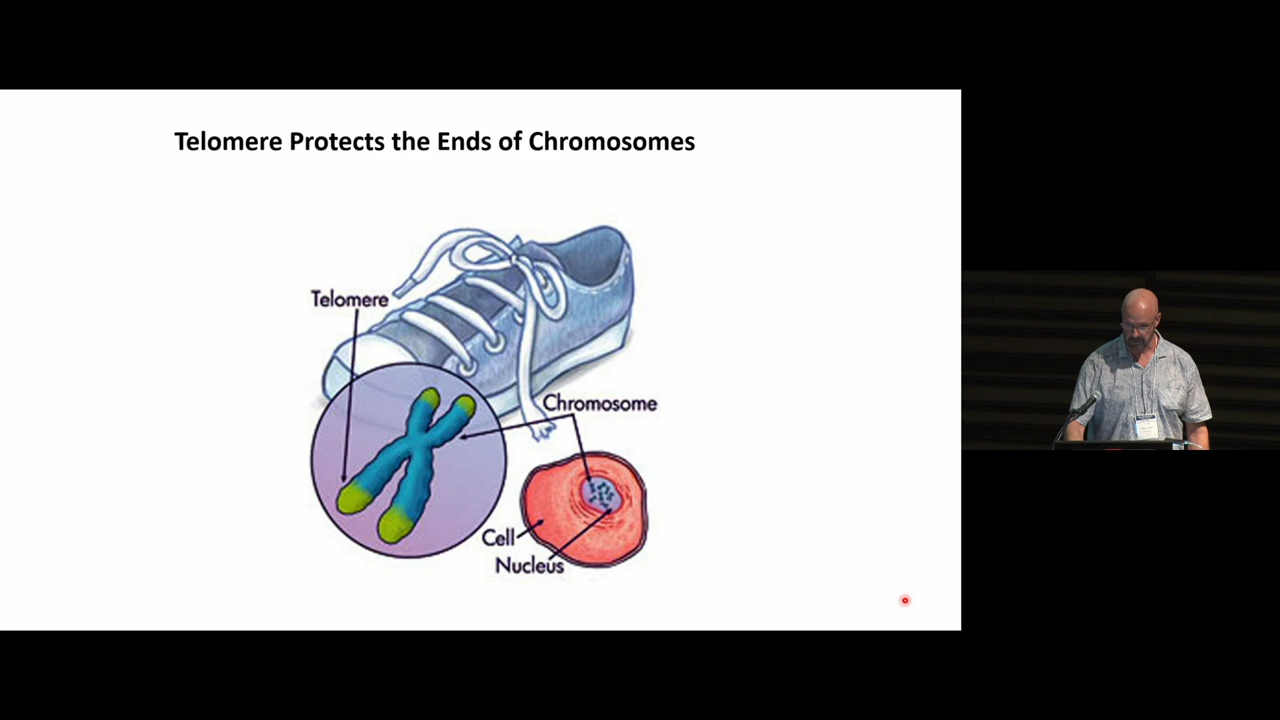 Telomere Protects the Ends of Chromosomes
Telomere
Chromosome
Cell
Nucleus